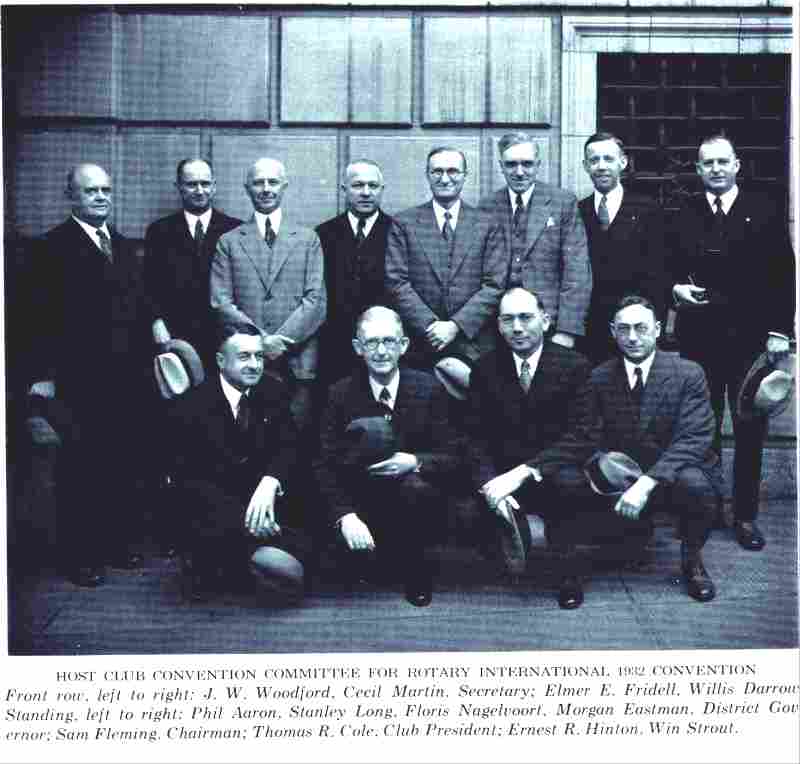 HOST CLUB CONVENTION COMMITTEE FOR ROTARY INTERNATIONAL 1932 CONVENTION
Front row, left to right: J. W. Woodford, Cecil Martin, Secretary; Elmer E. Fridell, Willis Darrow
Standing, left to right: Phil Aaron, Stanley Long, Floris Nagelvoort, Morgan Eastman, District Gov
ernor; Sam Fleming, Chairman; Thomas R. Cole, Club President; Ernest R. Hinton, Win Strout.